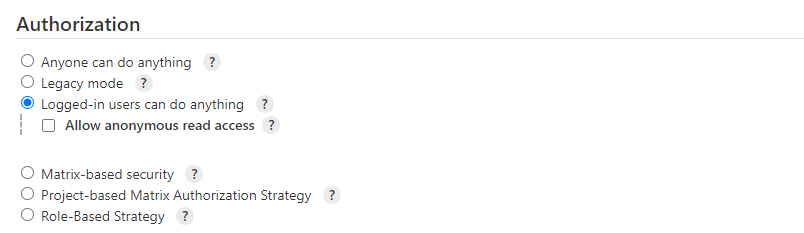 Authorization
Anyone can do anything ?
Legacy mode ?
Logged-in users can do anything ?
Allow anonymous read access ?
Matrix-based security ?
Project-based Matrix Authorization Strategy ?
Role-Based Strategy ?